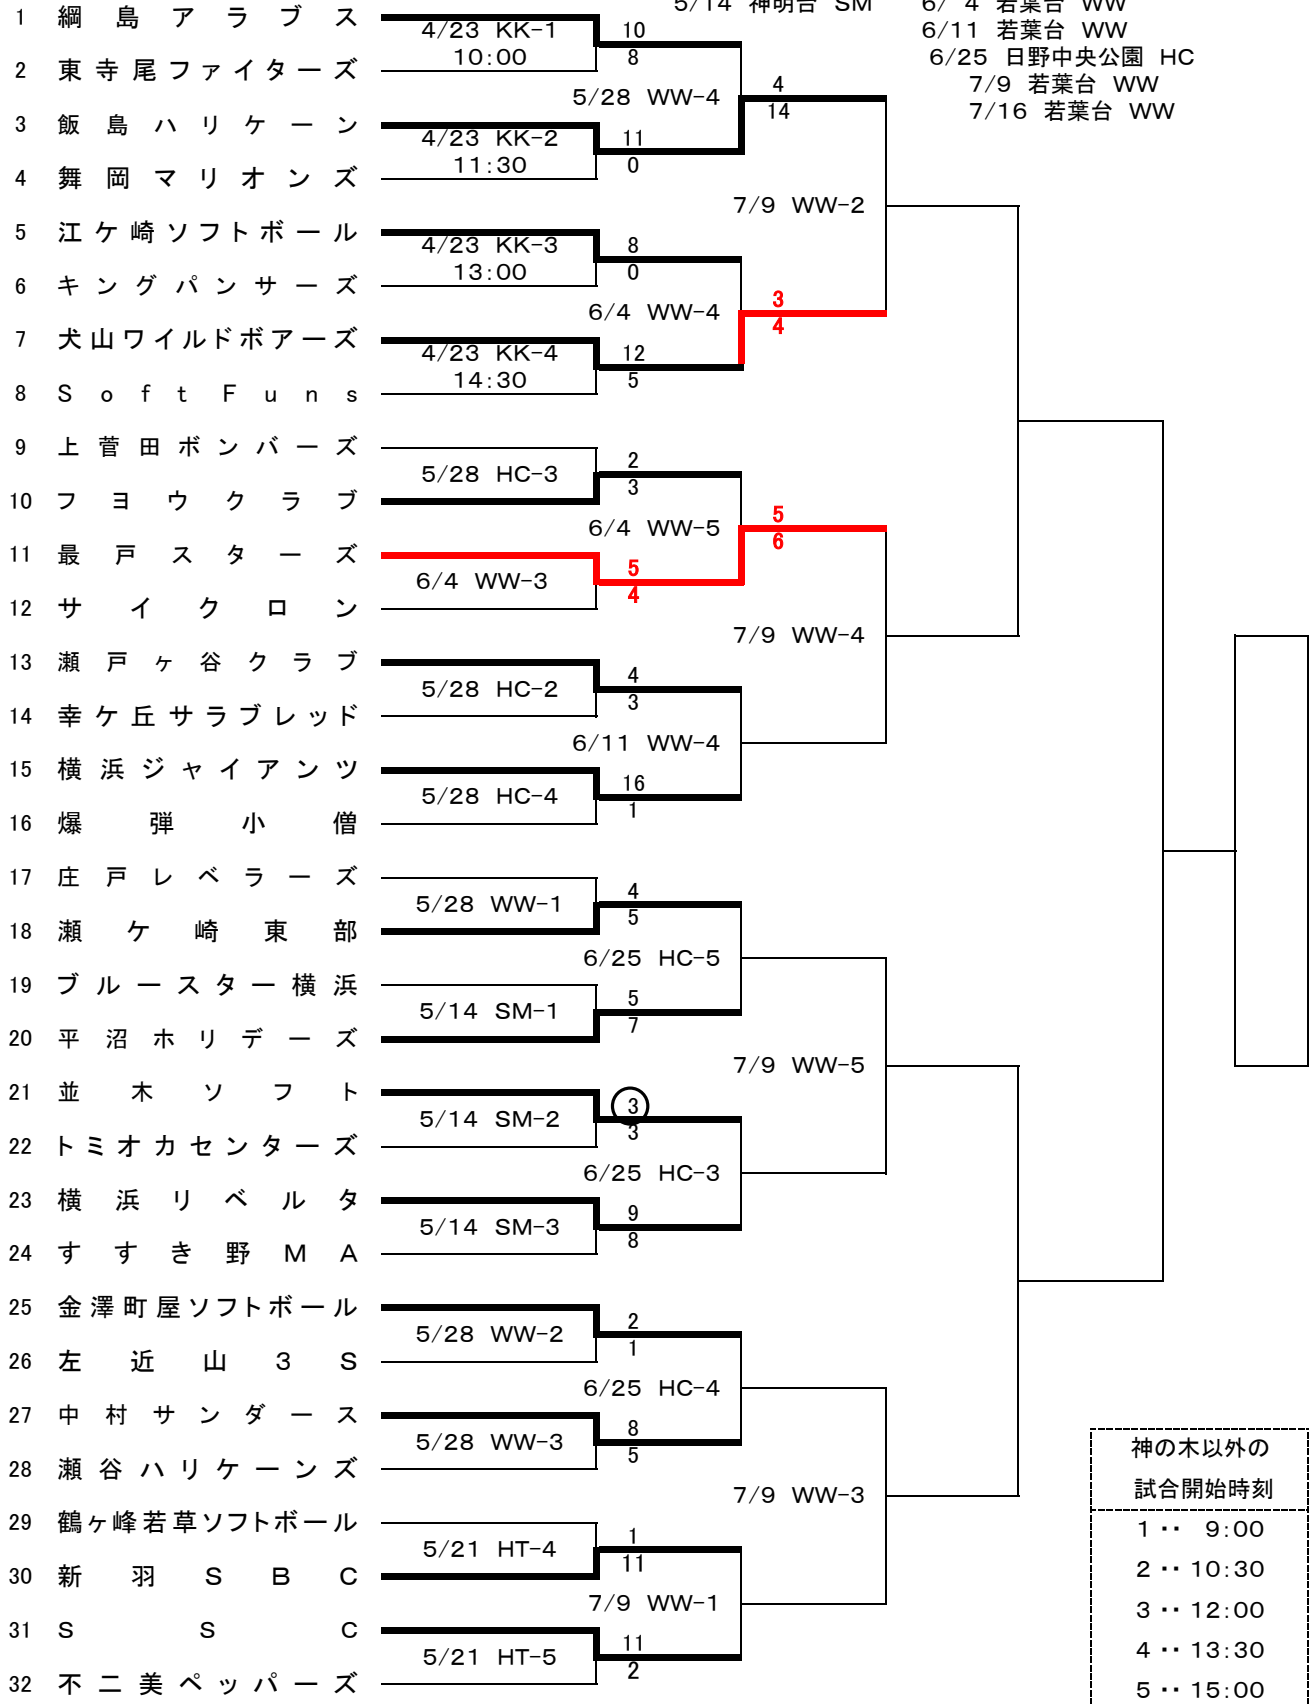 5/14 神明台 SM 6/ 4 若葉台 WW
6/11 若葉台 WW
6/25 日野中央公園 HC
7/9 若葉台 WW
7/16 若葉台 WW
1 綱島アラブス
4/23 KK-1
10:00
10
8
2 東寺尾ファイターズ
5/28 WW-4
4
14
3 飯島ハリケーン
4/23 KK-2
11:30
11
0
4 舞岡マリオンズ
7/9 WW-2
5 江ケ崎ソフトボール
4/23 KK-3
13:00
8
0
6 キングパンサーズ
6/4 WW-4
3
4
7 犬山ワイルドボアーズ
4/23 KK-4
14:30
12
5
8 Soft Funs
9 上菅田ボンバーズ
5/28 HC-3
2
3
10 フヨウクラブ
6/4 WW-5
5
6
11 最戸スターズ
6/4 WW-3
5
4
12 サイクロン
7/9 WW-4
13 瀬戸ヶ谷クラブ
5/28 HC-2
4
3
14 幸ケ丘サラブレッド
6/11 WW-4
15 横浜ジャイアンツ
5/28 HC-4
16
1
16 爆弾小僧
17 庄戸レベラーズ
5/28 WW-1
4
5
18 瀬ケ崎東部
6/25 HC-5
19 ブルースター横浜
5/14 SM-1
5
7
20 平沼ホリデーズ
7/9 WW-5
21 並木ソフト
5/14 SM-2
3
3
22 トミオカセンターズ
6/25 HC-3
23 横浜リベルタ
5/14 SM-3
9
8
24 すすき野MA
25 金澤町屋ソフトボール
5/28 WW-2
2
1
26 左近山3S
6/25 HC-4
27 中村サンダース
5/28 WW-3
8
5
28 瀬谷ハリケーンズ
7/9 WW-3
29 鶴ヶ峰若草ソフトボール
5/21 HT-4
1
11
30 新羽SBC
7/9 WW-1
31 SSC
5/21 HT-5
11
2
32 不二美ペッパーズ
神の木以外の
試合開始時刻
1 ‥ 9:00
2 ‥ 10:30
3 ‥ 12:00
4 ‥ 13:30
5 ‥ 15:00